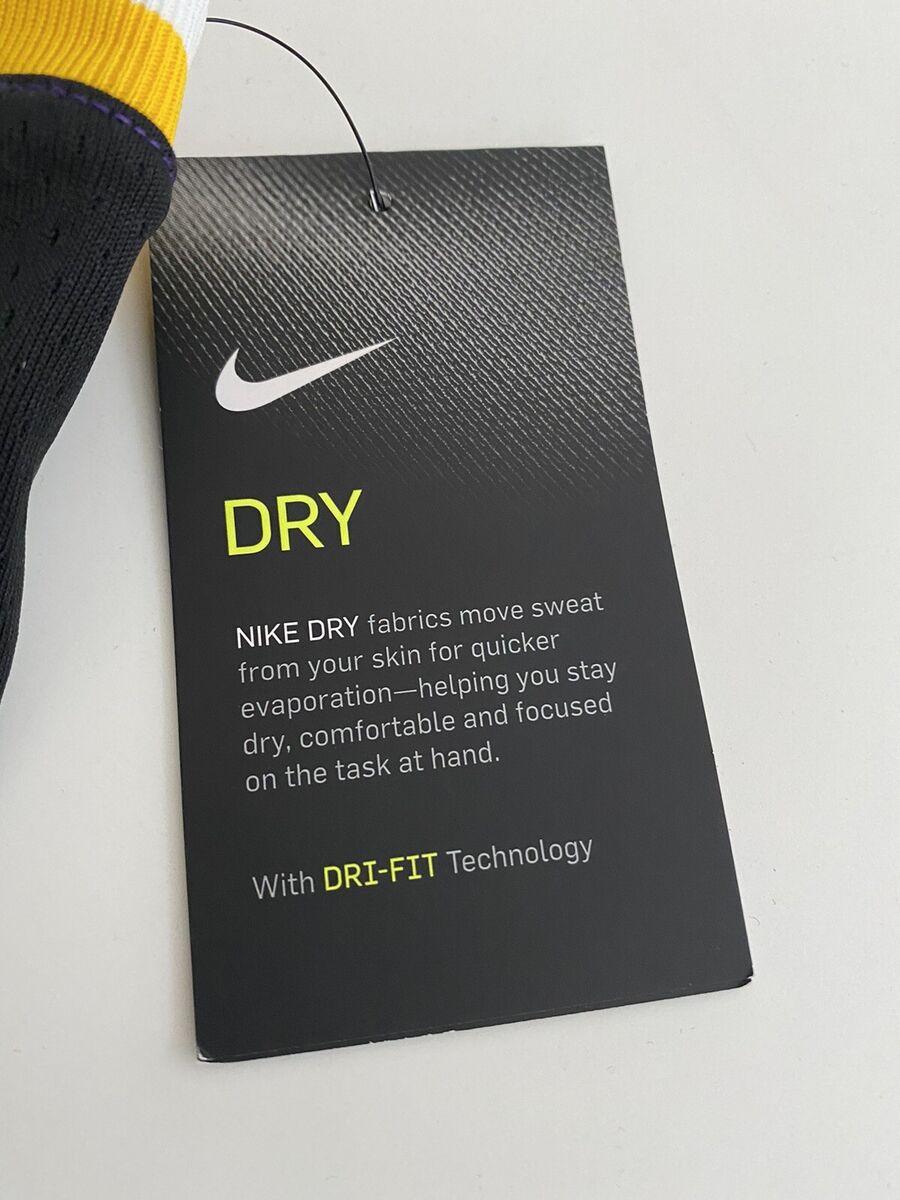 DRY
NIKE DRY fabrics move sweat
from your skin for quicker
evaporation—helping you stay
dry, comfortable and focused
on the task at hand.
With DRI-FIT Technology